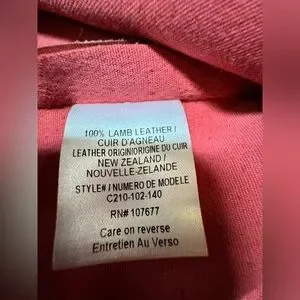 100% LAMB LEATHER /
CUIR D'AGNEAU
LEATHER ORIGIN/ORIGINE DU CUIR
NEW ZEALAND /
NOUVELLE-ZELANDE
STYLE# / NUMERO DE MODÈLE
C210-102-140
RN# 107677
Care on reverse
Entretien Au Verso